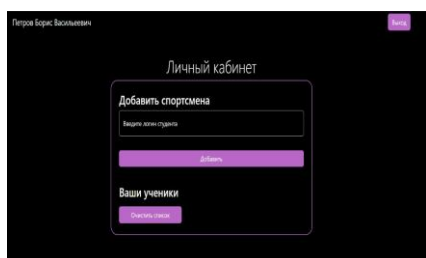 Петров Борис Васильевич
Выход
Личный кабинет
Добавить спортсмена
Введите логин студента
Добавить
Ваши ученики
Очистить список